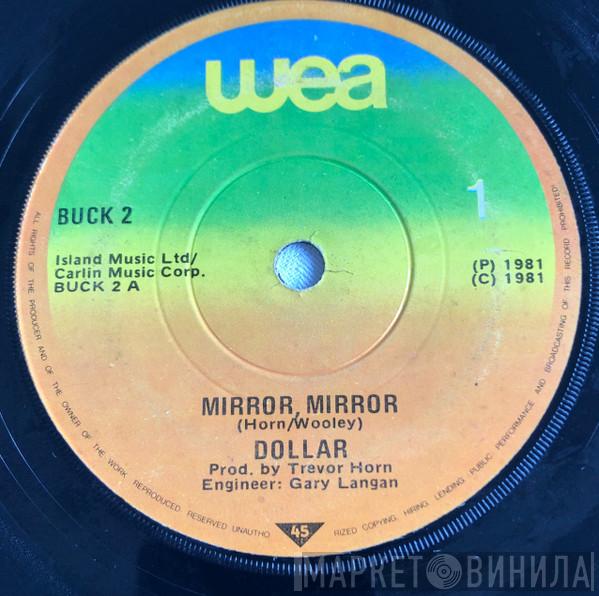 wea
BUCK 2
1
Island Music Ltd/
Carlin Music Corp.
BUCK 2 A
(P) 1981
(C) 1981
MIRROR, MIRROR
(Horn/Wooley)
DOLLAR
Prod. by Trevor Horn
Engineer: Gary Langan
45
ALL RIGHTS OF THE PRODUCER AND OF THE OWNER OF THE WORK REPRODUCED RESERVED UNAUTHO RIZED COPYING, HIRING, LENDING, PUBLIC PERFORMANCE AND BROADCASTING OF THIS RECORD PROHIBITED
МАРКЕТ ВИНИЛА